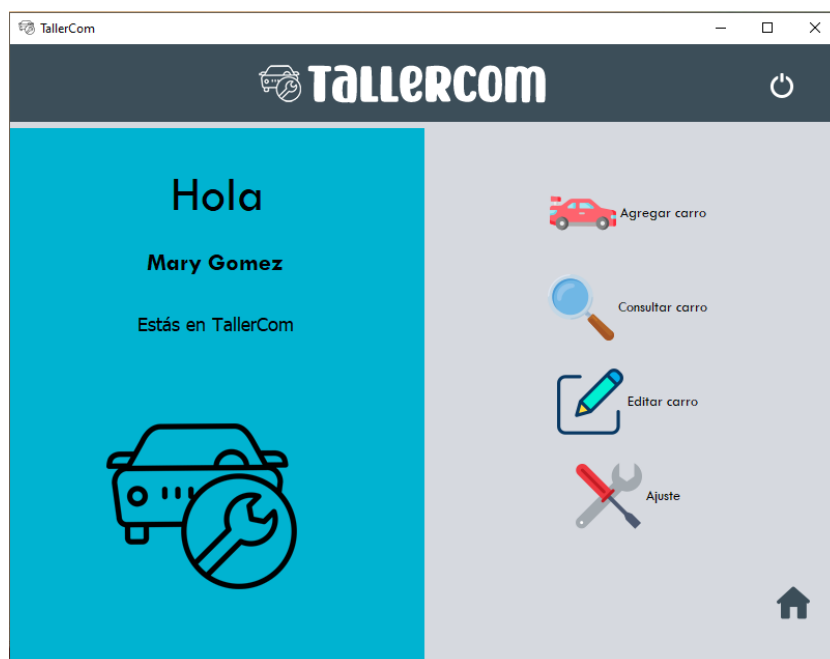 TallerCom
TaLLeRCOM
Hola
Mary Gomez
Estás en TallerCom
Agregar carro
Consultar carro
Editar carro
Ajuste